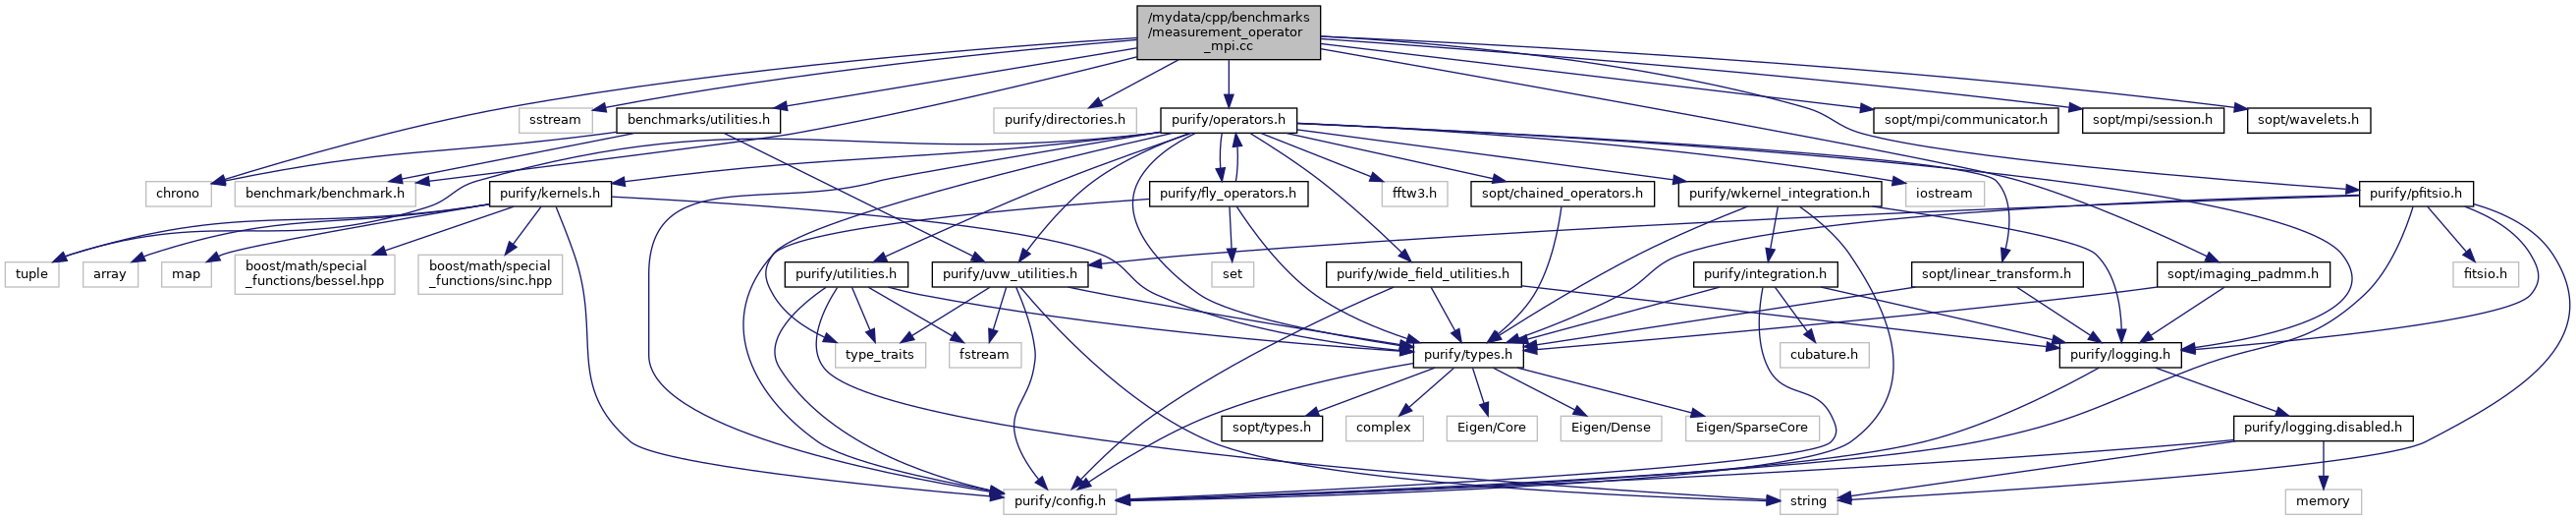 /mydata/cpp/benchmarks
/measurement_operator
_mpi.cc
sstream
benchmarks/utilities.h
purify/directories.h
purify/operators.h
sopt/mpi/communicator.h
sopt/mpi/session.h
sopt/wavelets.h
chrono
benchmark/benchmark.h
purify/kernels.h
purify/fly_operators.h
fftw3.h
sopt/chained_operators.h
purify/wkernel_integration.h
iostream
purify/pfitsio.h
tuple
array
map
boost/math/special
_functions/bessel.hpp
boost/math/special
_functions/sinc.hpp
purify/utilities.h
purify/uvw_utilities.h
set
purify/wide_field_utilities.h
purify/integration.h
sopt/linear_transform.h
sopt/imaging_padmm.h
fitsio.h
type_traits
fstream
purify/types.h
cubature.h
purify/logging.h
sopt/types.h
complex
Eigen/Core
Eigen/Dense
Eigen/SparseCore
purify/logging.disabled.h
purify/config.h
string
memory